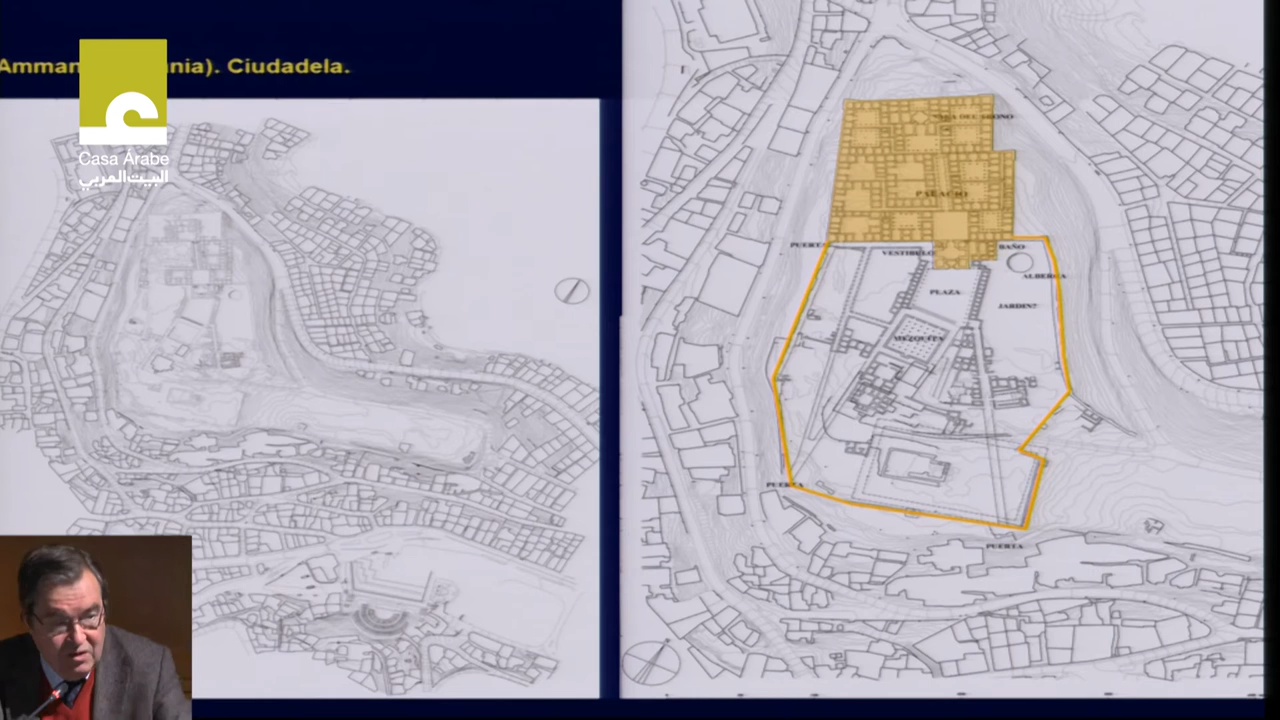 Amman
nia). Ciudadela.
Casa Árabe
البيت العربي
SALA DEL TRONO
PALACIO
PUERTA
BAÑO
VESTIBULO
ALBERCA
PLAZA
JARDIN?
MEZQUITA
PUERTA
PUERTA